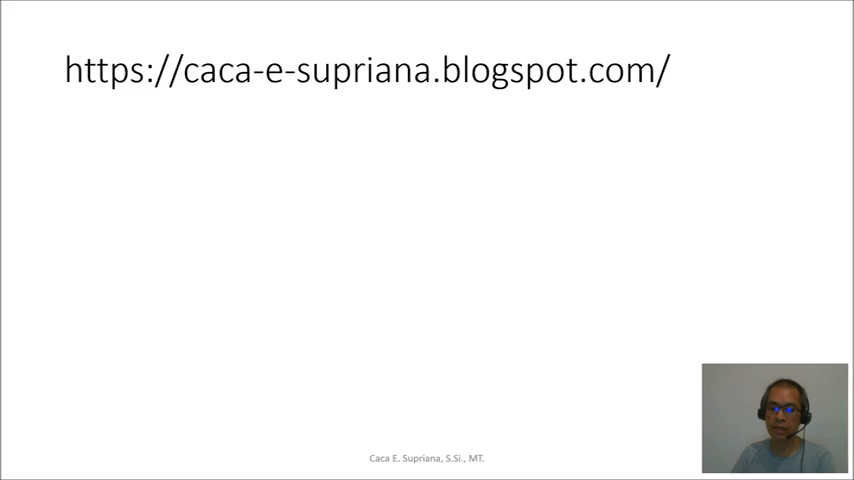 https://caca-e-supriana.blogspot.com/
Caca E. Supriana, S.Si., MT.